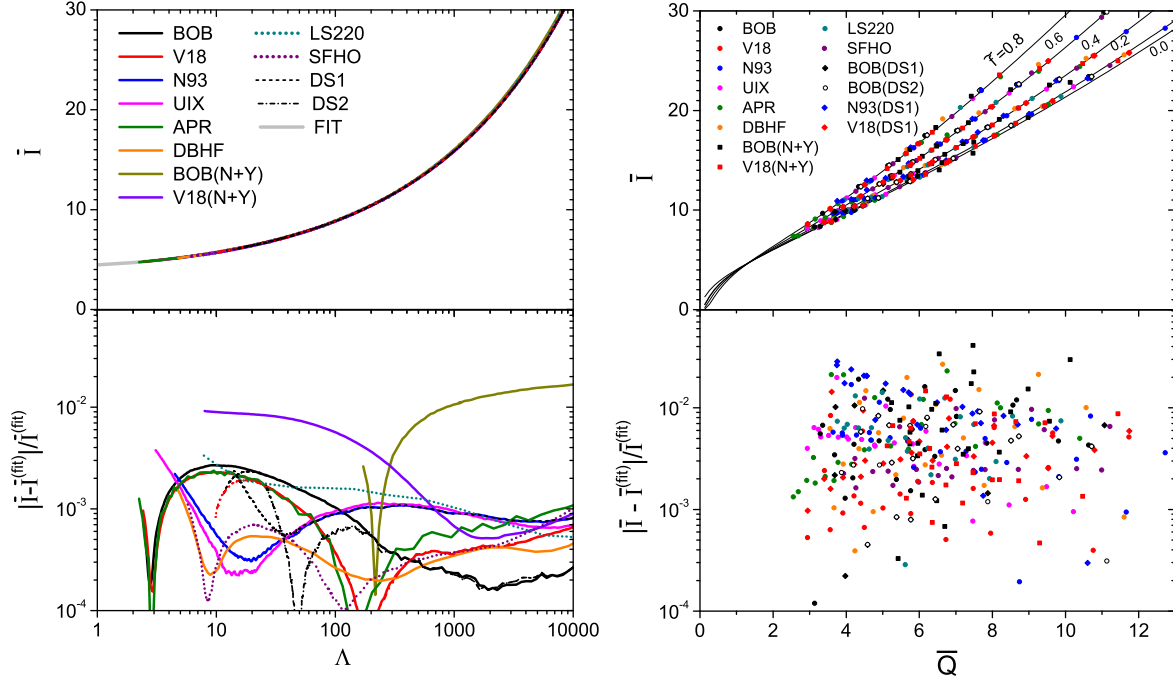 30
20
10
0
Ī
BOB
V18
N93
UIX
APR
DBHF
BOB(N+Y)
V18(N+Y)
LS220
SFHO
DS1
DS2
FIT
10⁻²
10⁻³
10⁻⁴
|Ī-Ī⁽ᶠⁱᵗ⁾|/Ī⁽ᶠⁱᵗ⁾
1 10 100 1000 10000
Λ
30
20
10
0
Ī
BOB
V18
N93
UIX
APR
DBHF
BOB(N+Y)
V18(N+Y)
LS220
SFHO
BOB(DS1)
BOB(DS2)
N93(DS1)
V18(DS1)
f̃=0.8 0.6 0.4 0.2 0.0
10⁻²
10⁻³
10⁻⁴
|Ī - Ī⁽ᶠⁱᵗ⁾|/Ī⁽ᶠⁱᵗ⁾
0 2 4 6 8 10 12
Q̄